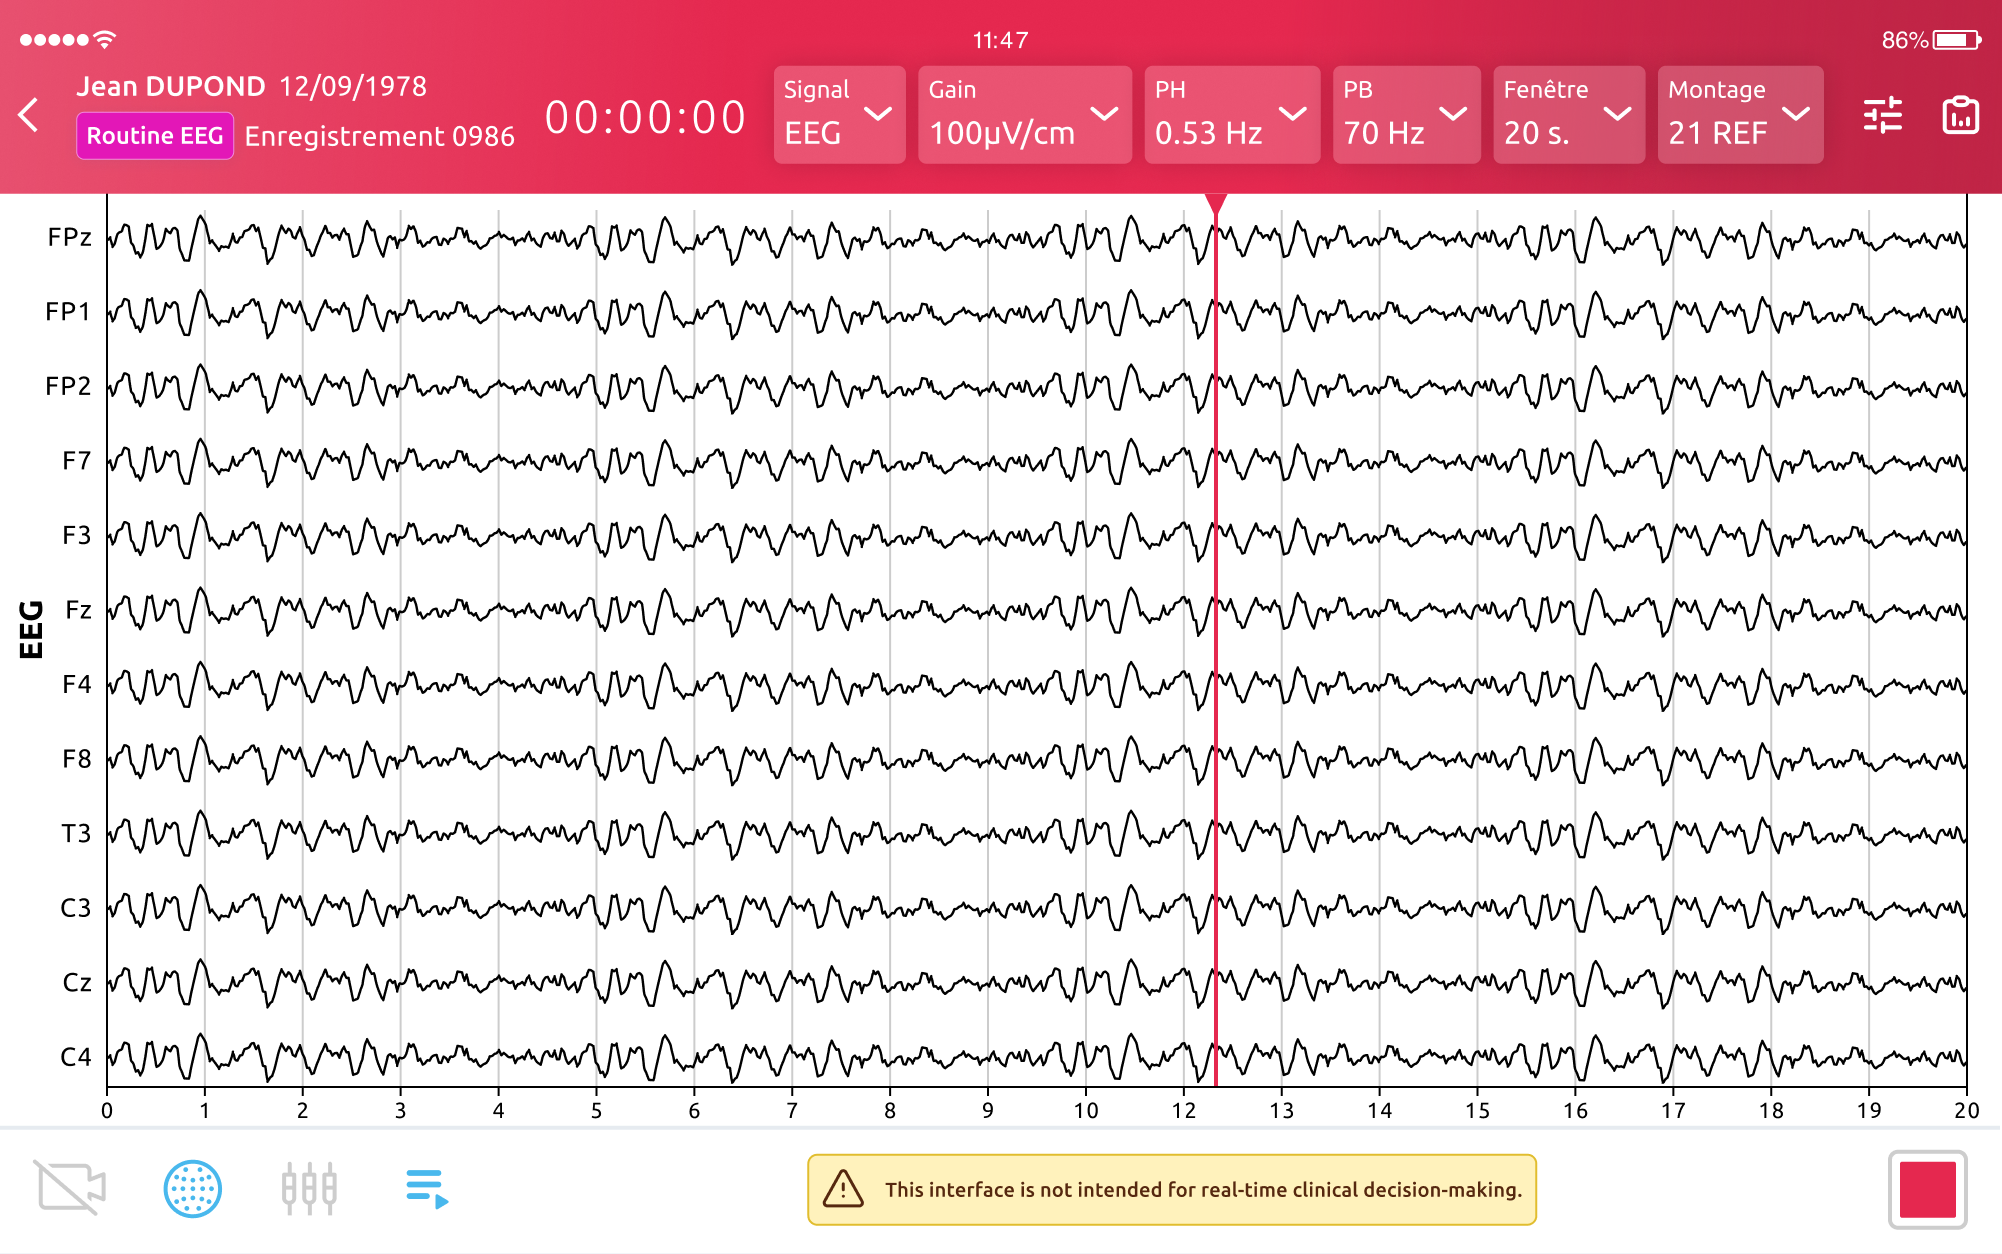 11:47
86%
Jean DUPOND 12/09/1978
Routine EEG Enregistrement 0986
00:00:00
Signal
EEG
Gain
100µV/cm
PH
0.53 Hz
PB
70 Hz
Fenêtre
20 s.
Montage
21 REF
EEG
FPz
FP1
FP2
F7
F3
Fz
F4
F8
T3
C3
Cz
C4
0 1 2 3 4 5 6 7 8 9 10 11 12 13 14 15 16 17 18 19 20
This interface is not intended for real-time clinical decision-making.